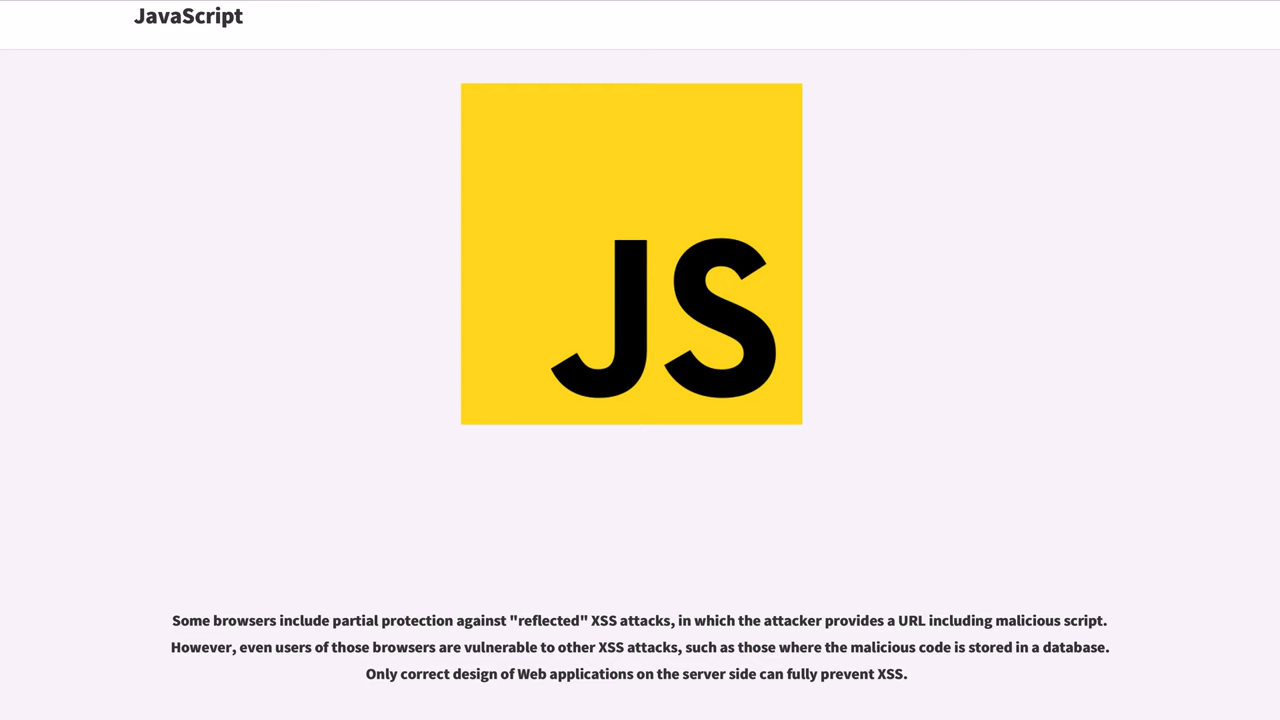 JavaScript
JS
Some browsers include partial protection against "reflected" XSS attacks, in which the attacker provides a URL including malicious script.
However, even users of those browsers are vulnerable to other XSS attacks, such as those where the malicious code is stored in a database.
Only correct design of Web applications on the server side can fully prevent XSS.